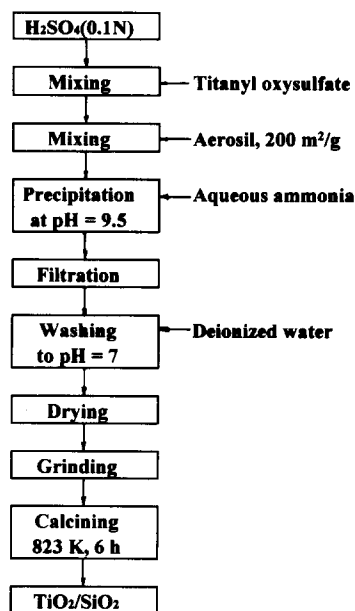 H₂SO₄(0.1N)
Mixing
Titanyl oxysulfate
Mixing
Aerosil, 200 m²/g
Precipitation
at pH = 9.5
Aqueous ammonia
Filtration
Washing
to pH = 7
Deionized water
Drying
Grinding
Calcining
823 K, 6 h
TiO₂/SiO₂